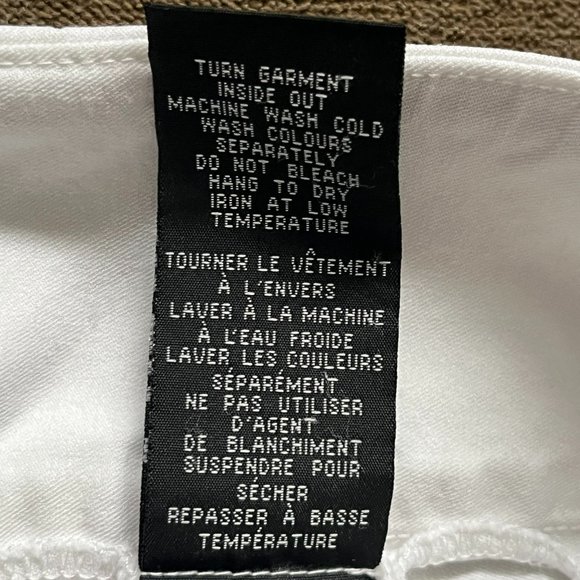 TURN GARMENT
INSIDE OUT
MACHINE WASH COLD
WASH COLOURS
SEPARATELY
DO NOT BLEACH
HANG TO DRY
IRON AT LOW
TEMPERATURE
TOURNER LE VÊTEMENT
À L'ENVERS
LAVER À LA MACHINE
À L'EAU FROIDE
LAVER LES COULEURS
SÉPARÉMENT
NE PAS UTILISER
D'AGENT
DE BLANCHIMENT
SUSPENDRE POUR
SÉCHER
REPASSER À BASSE
TEMPÉRATURE